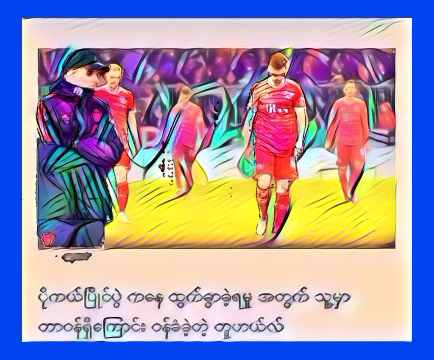 ပိုကယ်ပြိုင်ပွဲ ကနေ ထွက်ခွာခဲ့ရမှု အတွက် သူ့မှာ
တာဝန်ရှိကြောင်း ဝန်ခံခဲ့တဲ့ တူဟယ်လ်